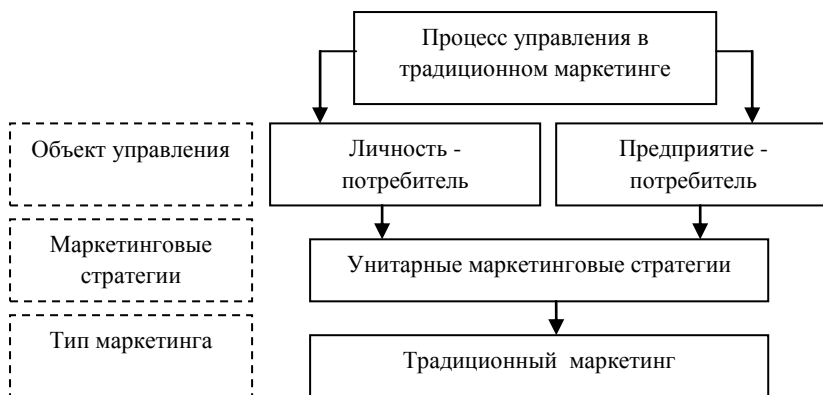 Процесс управления в
традиционном маркетинге
Объект управления
Личность -
потребитель
Предприятие -
потребитель
Маркетинговые
стратегии
Унитарные маркетинговые стратегии
Тип маркетинга
Традиционный маркетинг